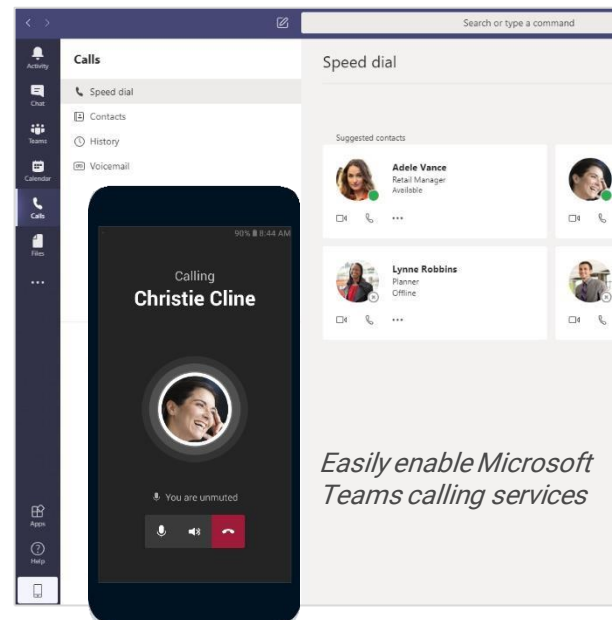 Search or type a command
Activity
Chat
Teams
Calendar
Calls
Files
Apps
Help
Calls
Speed dial
Contacts
History
Voicemail
Speed dial
Suggested contacts
Adele Vance
Retail Manager
Available
Lynne Robbins
Planner
Offline
90% 8:44 AM
Calling
Christie Cline
You are unmuted
Easily enable Microsoft
Teams calling services